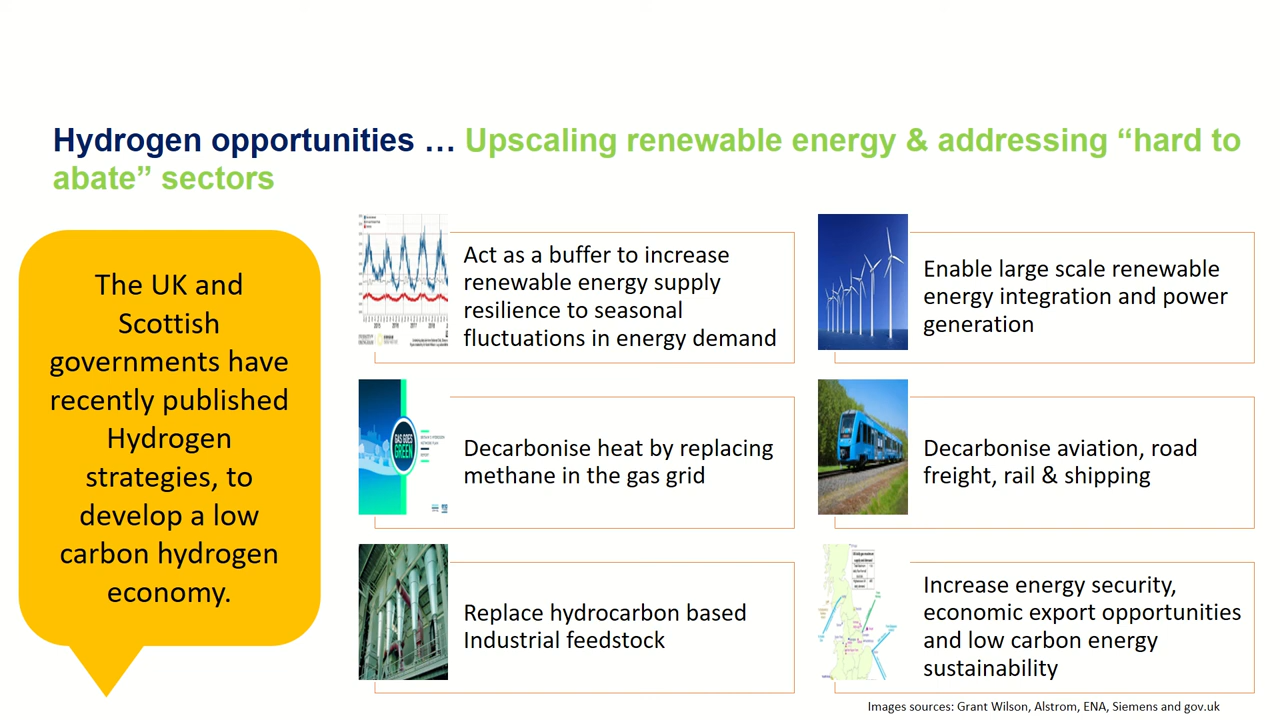 Hydrogen opportunities … Upscaling renewable energy & addressing “hard to
abate” sectors
The UK and
Scottish
governments have
recently published
Hydrogen
strategies, to
develop a low
carbon hydrogen
economy.
Act as a buffer to increase
renewable energy supply
resilience to seasonal
fluctuations in energy demand
Enable large scale renewable
energy integration and power
generation
GAS GOES
GREEN
Decarbonise heat by replacing
methane in the gas grid
Decarbonise aviation, road
freight, rail & shipping
Replace hydrocarbon based
Industrial feedstock
Increase energy security,
economic export opportunities
and low carbon energy
sustainability
Images sources: Grant Wilson, Alstrom, ENA, Siemens and gov.uk